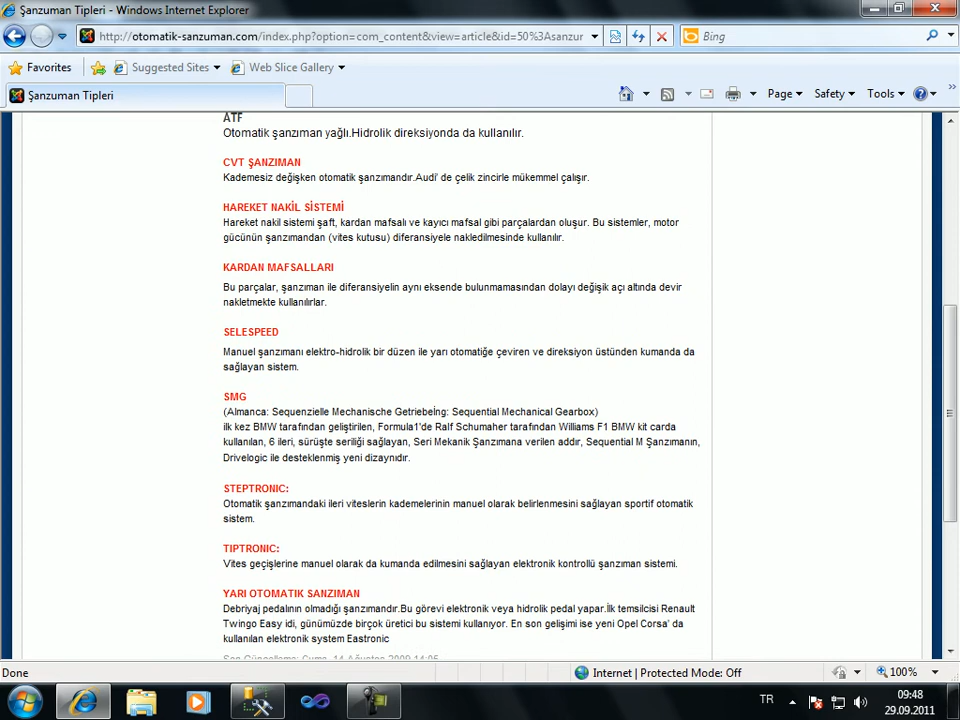 Şanzuman Tipleri - Windows Internet Explorer
http://otomatik-sanzuman.com/index.php?option=com_content&view=article&id=50%3Asanzur
Bing
Favorites
Suggested Sites
Web Slice Gallery
Şanzuman Tipleri
Page
Safety
Tools
ATF
Otomatik şanzıman yağlı.Hidrolik direksiyonda da kullanılır.
CVT ŞANZIMAN
Kademesiz değişken otomatik şanzımandır.Audi' de çelik zincirle mükemmel çalışır.
HAREKET NAKİL SİSTEMİ
Hareket nakil sistemi şaft, kardan mafsalı ve kayıcı mafsal gibi parçalardan oluşur. Bu sistemler, motor
gücünün şanzımandan (vites kutusu) diferansiyele nakledilmesinde kullanılır.
KARDAN MAFSALLARI
Bu parçalar, şanzıman ile diferansiyelin aynı eksende bulunmamasından dolayı değişik açı altında devir
nakletmekte kullanılırlar.
SELESPEED
Manuel şanzımanı elektro-hidrolik bir düzen ile yarı otomatiğe çeviren ve direksiyon üstünden kumanda da
sağlayan sistem.
SMG
(Almanca: Sequenzielle Mechanische Getriebeİng: Sequential Mechanical Gearbox)
ilk kez BMW tarafından geliştirilen, Formula1'de Ralf Schumaher tarafından Williams F1 BMW kit carda
kullanılan, 6 ileri, sürüşte seriliği sağlayan, Seri Mekanik Şanzımana verilen addır, Sequential M Şanzımanın,
Drivelogic ile desteklenmiş yeni dizaynıdır.
STEPTRONIC:
Otomatik şanzımandaki ileri viteslerin kademelerinin manuel olarak belirlenmesini sağlayan sportif otomatik
sistem.
TIPTRONIC:
Vites geçişlerine manuel olarak da kumanda edilmesini sağlayan elektronik kontrollü şanzıman sistemi.
YARI OTOMATIK SANZIMAN
Debriyaj pedalının olmadığı şanzımandır.Bu görevi elektronik veya hidrolik pedal yapar.İlk temsilcisi Renault
Twingo Easy idi, günümüzde birçok üretici bu sistemi kullanıyor. En son gelişimi ise yeni Opel Corsa' da
kullanılan elektronik system Eastronic
Son Güncelleme: Cuma, 14 Ağustos 2009 14:05
Done
Internet | Protected Mode: Off
100%
TR
09:48
29.09.2011